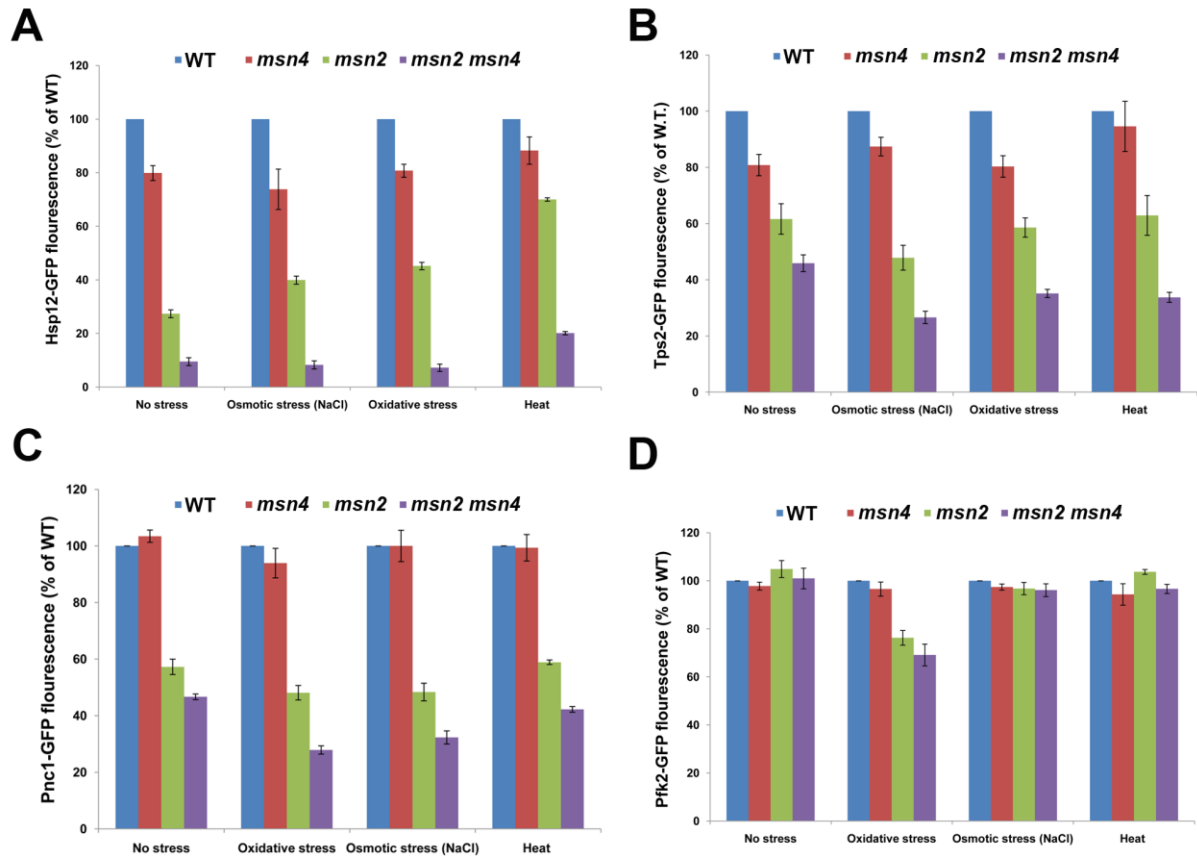 A
WT msn4 msn2 msn2 msn4
Hsp12-GFP flourescence (% of WT)
120
100
80
60
40
20
0
No stress Osmotic stress (NaCl) Oxidative stress Heat
B
WT msn4 msn2 msn2 msn4
Tps2-GFP flourescence (% of W.T.)
120
100
80
60
40
20
0
No stress Osmotic stress (NaCl) Oxidative stress Heat
C
WT msn4 msn2 msn2 msn4
Pnc1-GFP flourescence (% of WT)
120
100
80
60
40
20
0
No stress Oxidative stress Osmotic stress (NaCl) Heat
D
WT msn4 msn2 msn2 msn4
Pfk2-GFP flourescence (% of WT)
120
100
80
60
40
20
0
No stress Oxidative stress Osmotic stress (NaCl) Heat